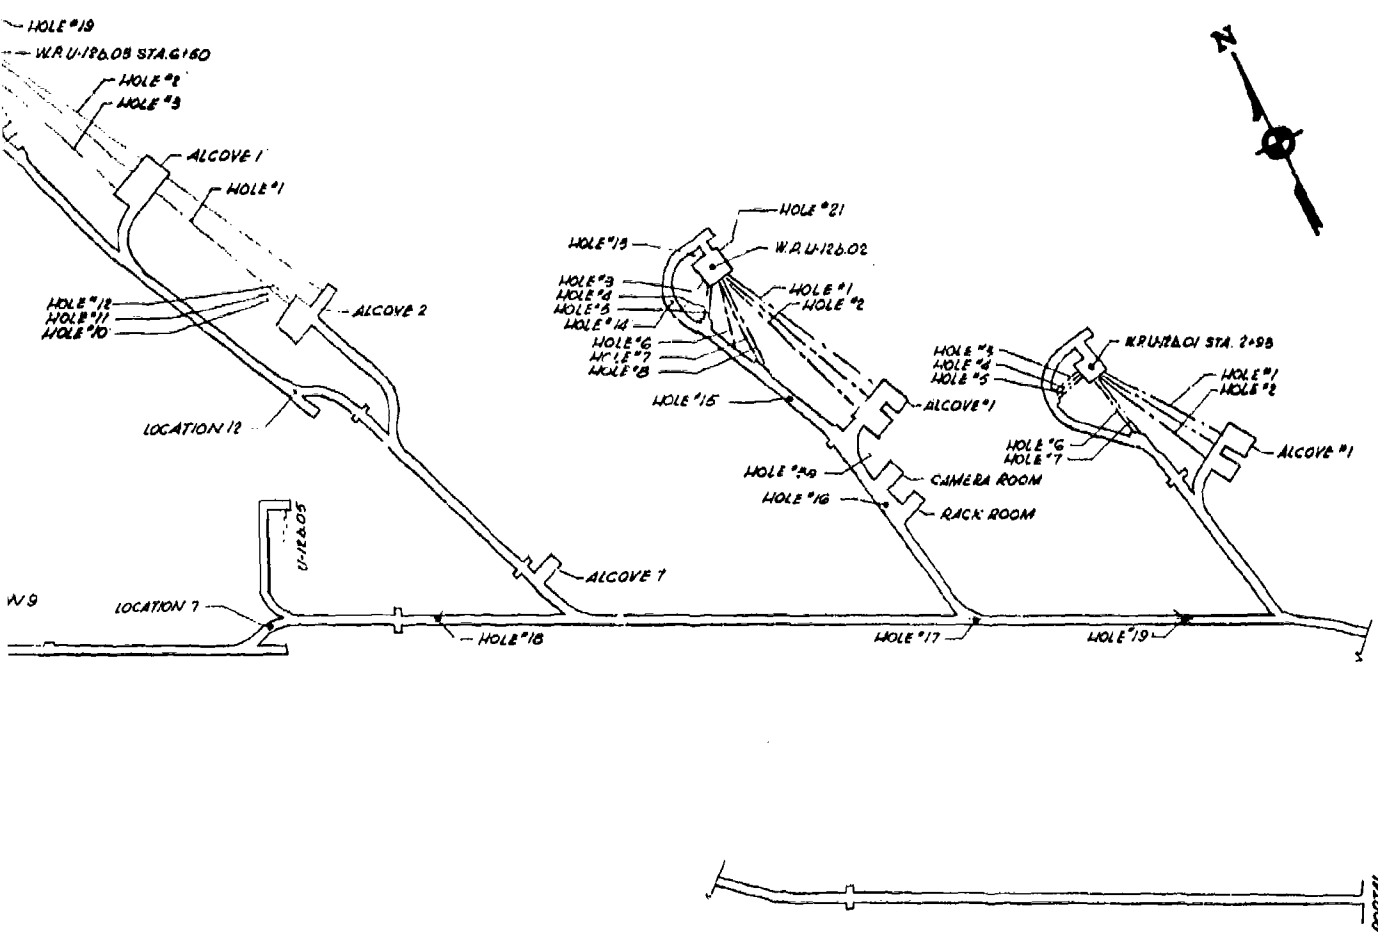 HOLE #19
W.P. U-12b.03 STA. 6+60
HOLE #2
HOLE #3
ALCOVE 1
HOLE #1
HOLE #12
HOLE #11
HOLE #10
ALCOVE 2
LOCATION 12
U-12b.05
LOCATION 7
ALCOVE 7
HOLE #18
N
HOLE #21
HOLE #13
W.P. U-12b.02
HOLE #3
HOLE #4
HOLE #5
HOLE #14
HOLE #1
HOLE #2
HOLE #6
HOLE #7
HOLE #8
HOLE #15
ALCOVE #1
CAMERA ROOM
HOLE #16
RACK ROOM
HOLE #17
W.P. U-12b.01 STA. 2+95
HOLE #4
HOLE #5
HOLE #1
HOLE #2
HOLE #6
HOLE #7
ALCOVE #1
HOLE #19
PORTAL